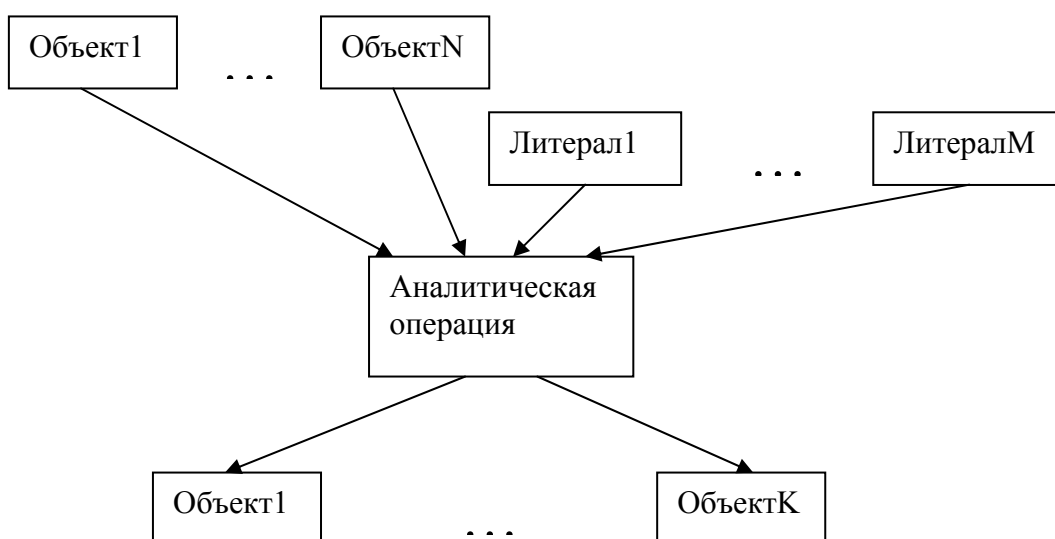 Объект1
. . .
ОбъектN
Литерал1
. . .
ЛитералM
Аналитическая
операция
Объект1
. . .
ОбъектK